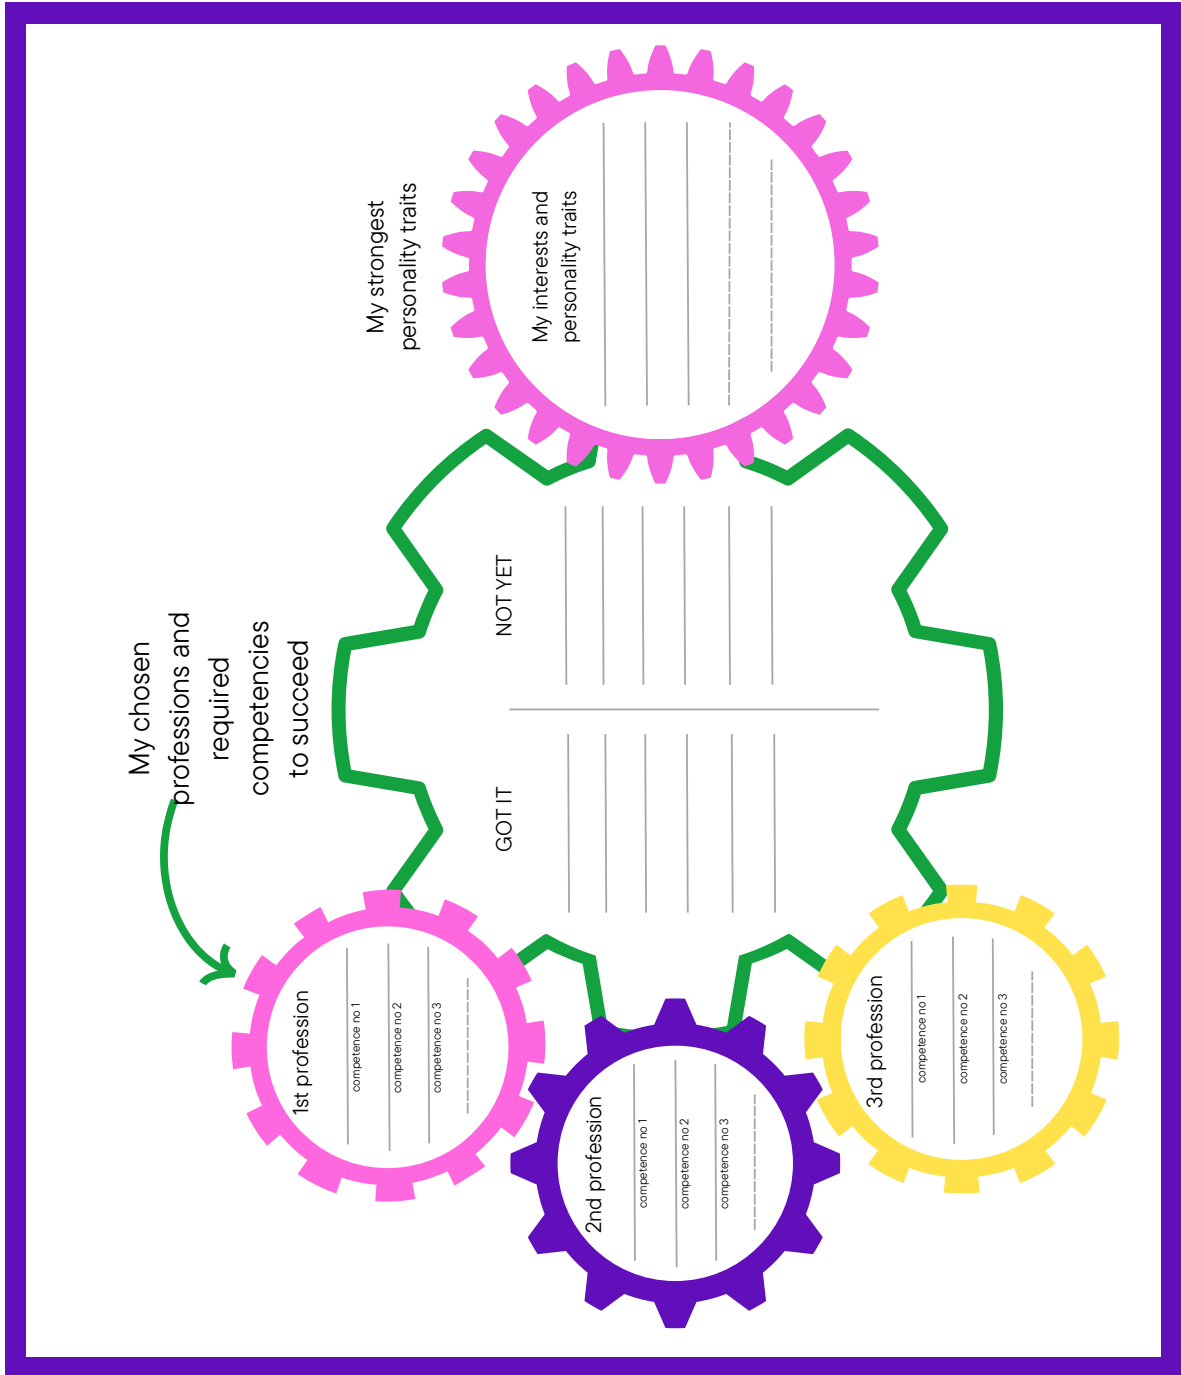 My chosen
professions and
required
competencies
to succeed
My strongest
personality traits
1st profession
competence no 1
competence no 2
competence no 3
GOT IT
NOT YET
My interests and
personality traits
2nd profession
competence no 1
competence no 2
competence no 3
3rd profession
competence no 1
competence no 2
competence no 3